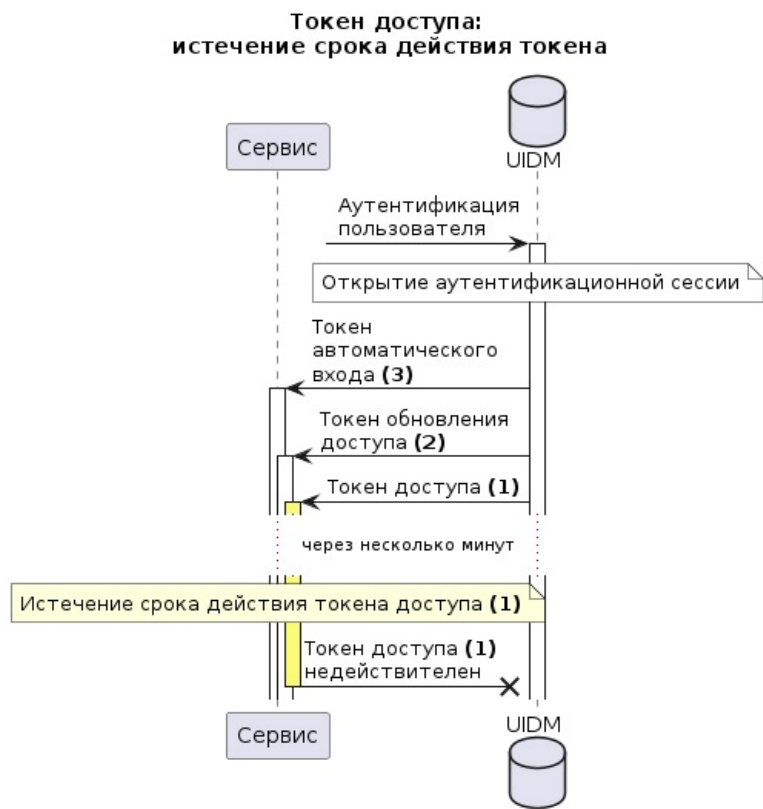 Токен доступа:
истечение срока действия токена
Сервис
UIDM
Аутентификация
пользователя
Открытие аутентификационной сессии
Токен
автоматического
входа (3)
Токен обновления
доступа (2)
Токен доступа (1)
через несколько минут
Истечение срока действия токена доступа (1)
Токен доступа (1)
недействителен
Сервис
UIDM